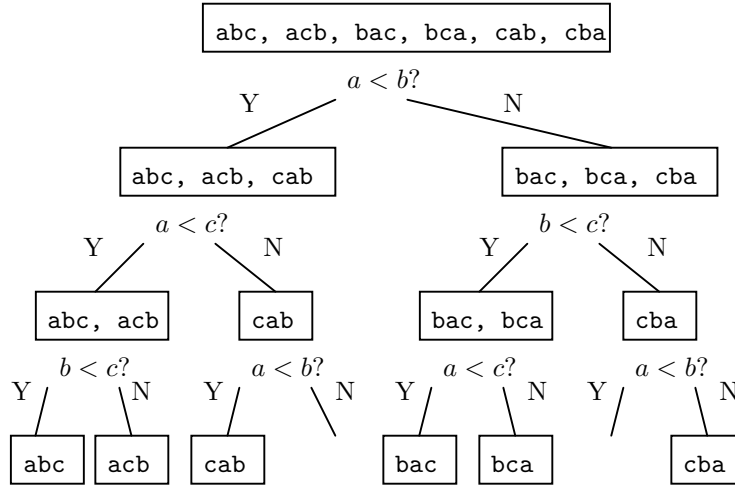 abc, acb, bac, bca, cab, cba
a < b?
Y N
abc, acb, cab bac, bca, cba
a < c? b < c?
Y N Y N
abc, acb cab bac, bca cba
b < c? a < b? a < c? a < b?
Y N Y N Y N Y N
abc acb cab bac bca cba